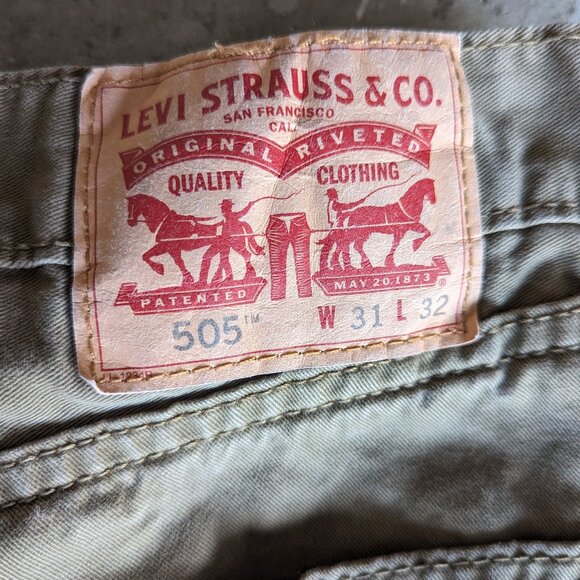 LEVI STRAUSS & CO.
SAN FRANCISCO
CAL.
ORIGINAL RIVETED
QUALITY CLOTHING
PATENTED MAY 20.1873
505™ W 31 L 32